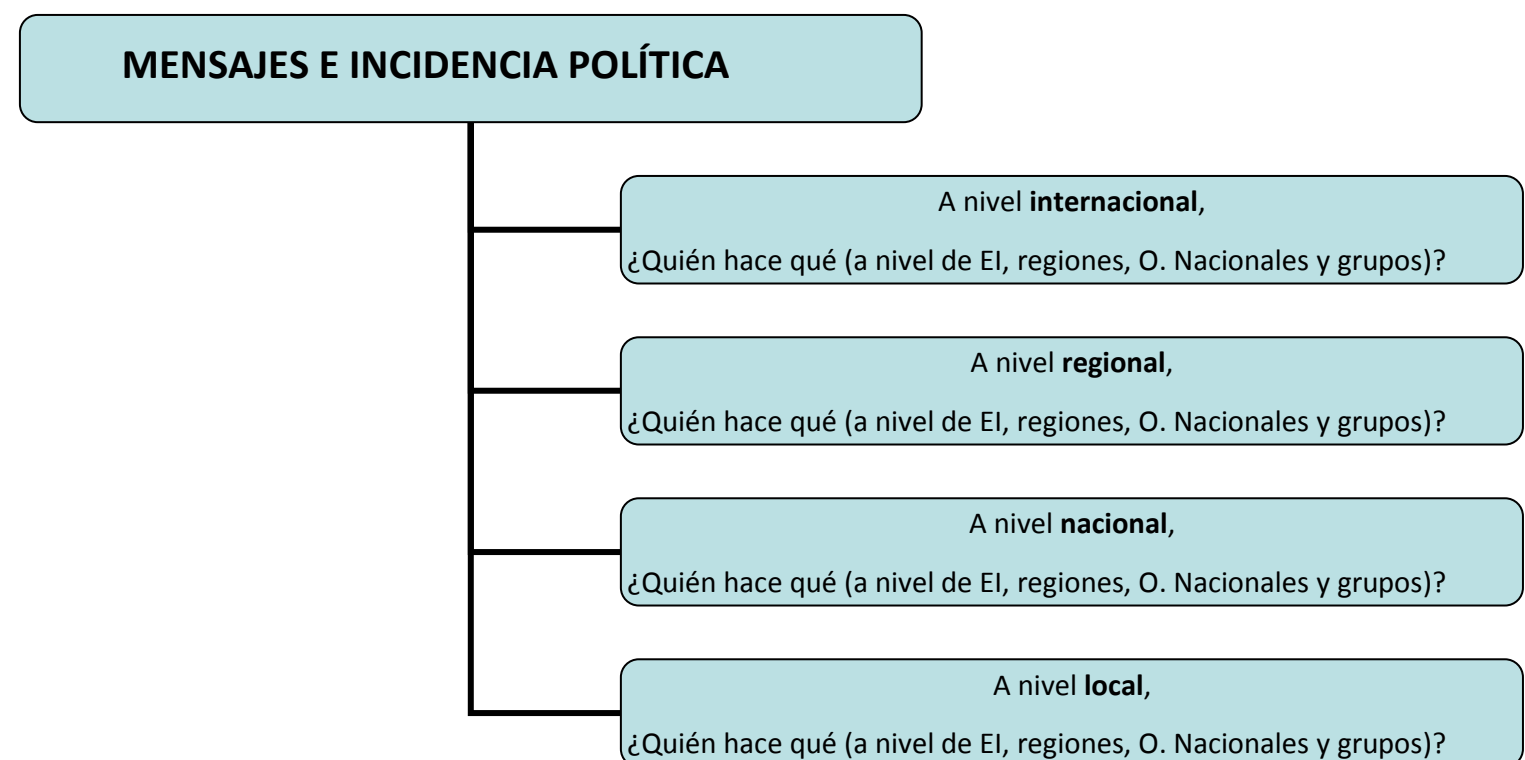 MENSAJES E INCIDENCIA POLÍTICA
A nivel internacional,
¿Quién hace qué (a nivel de EI, regiones, O. Nacionales y grupos)?
A nivel regional,
¿Quién hace qué (a nivel de EI, regiones, O. Nacionales y grupos)?
A nivel nacional,
¿Quién hace qué (a nivel de EI, regiones, O. Nacionales y grupos)?
A nivel local,
¿Quién hace qué (a nivel de EI, regiones, O. Nacionales y grupos)?